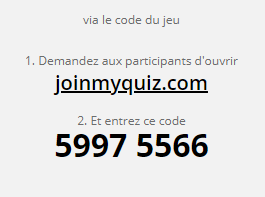 via le code du jeu
1. Demandez aux participants d'ouvrir
joinmyquiz.com
2. Et entrez ce code
5997 5566